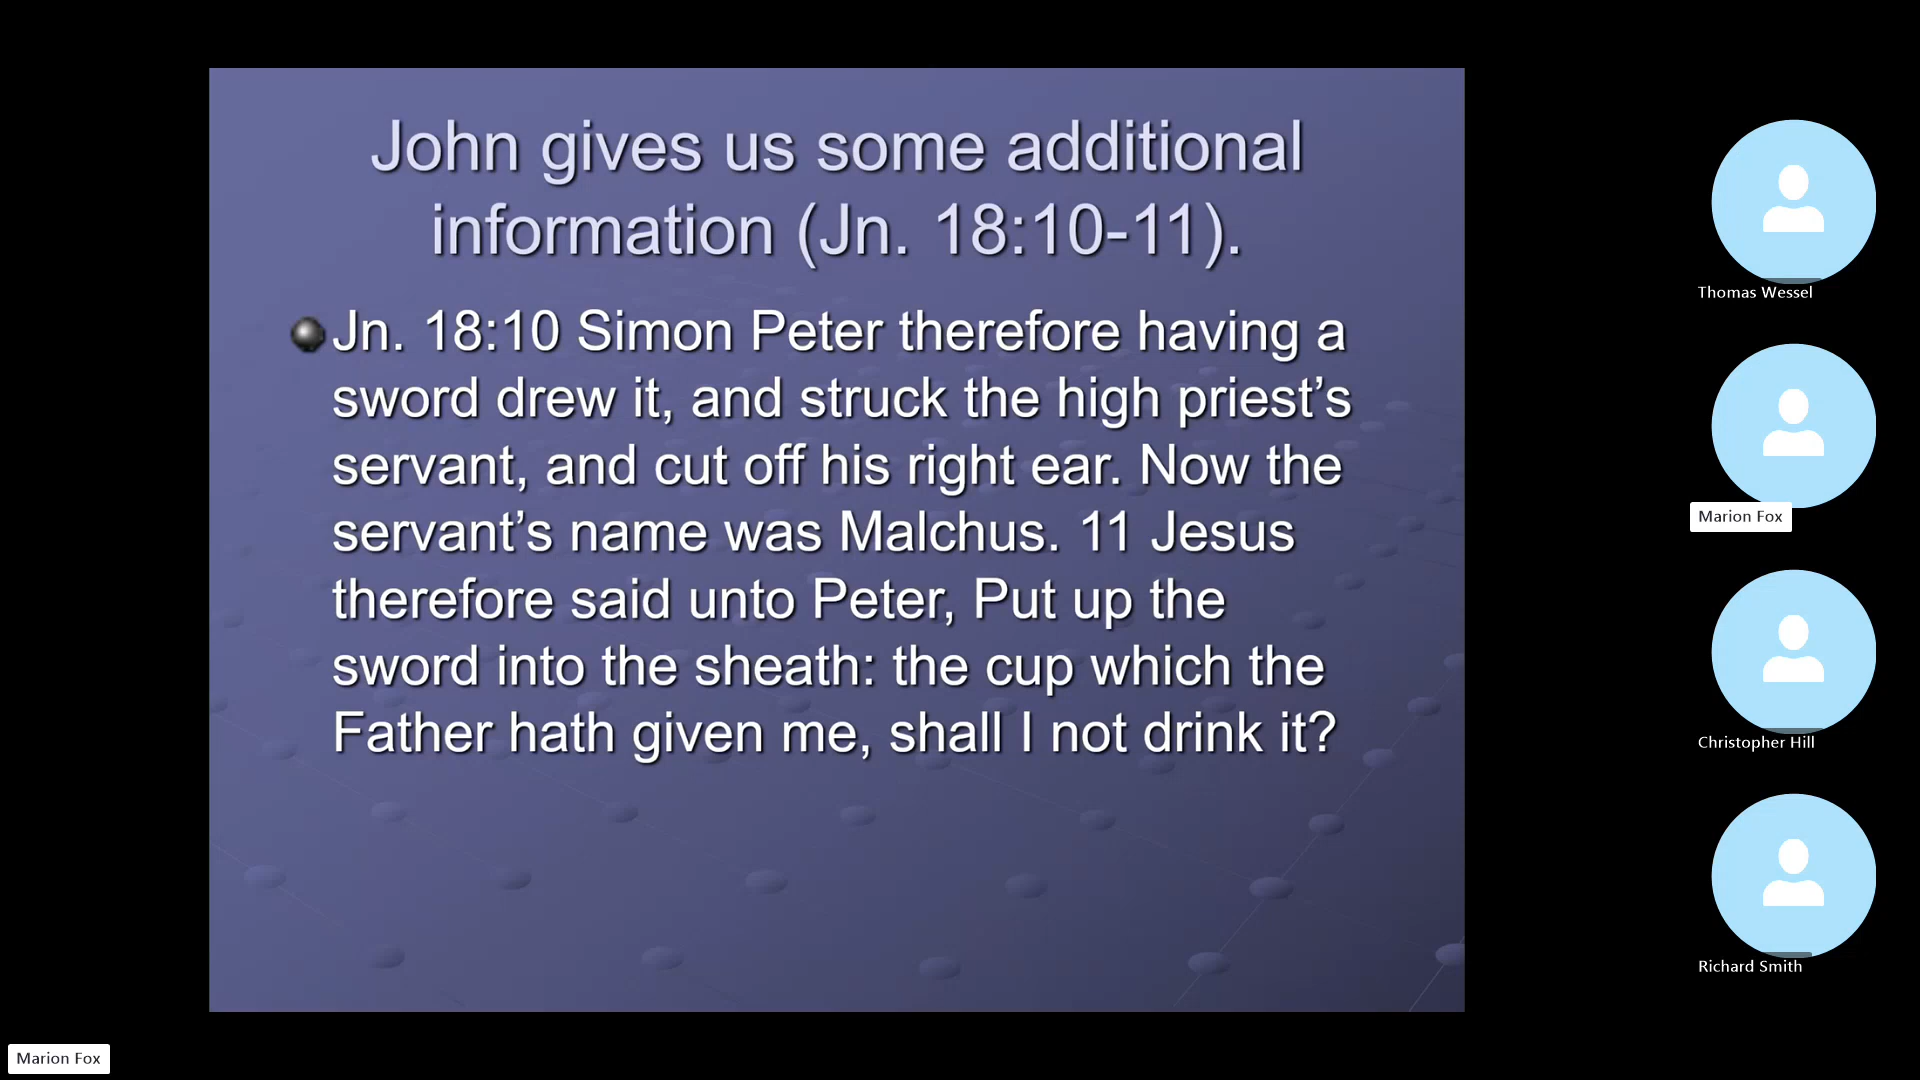 John gives us some additional
information (Jn. 18:10-11).
Jn. 18:10 Simon Peter therefore having a
sword drew it, and struck the high priest’s
servant, and cut off his right ear. Now the
servant’s name was Malchus. 11 Jesus
therefore said unto Peter, Put up the
sword into the sheath: the cup which the
Father hath given me, shall I not drink it?
Thomas Wessel
Marion Fox
Christopher Hill
Richard Smith
Marion Fox